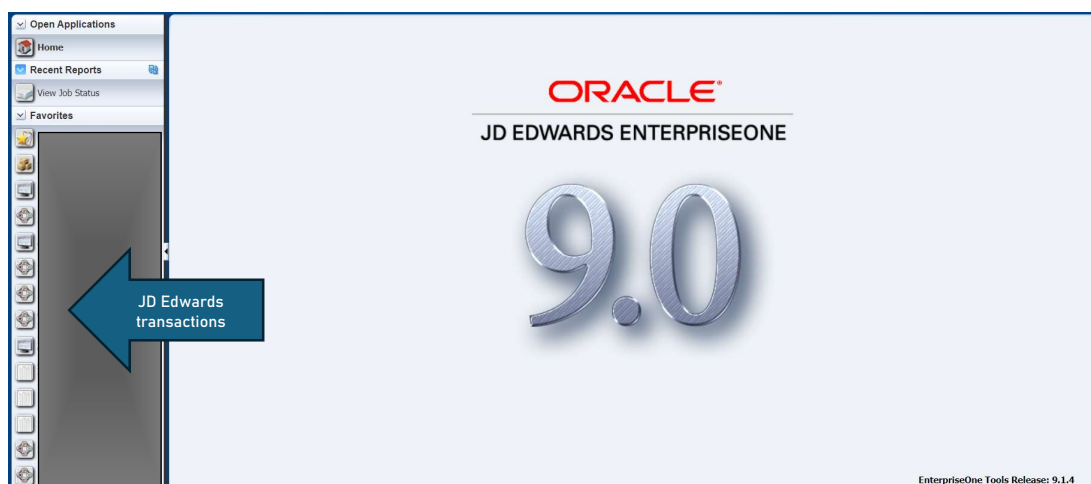 Open Applications
Home
Recent Reports
View Job Status
Favorites
JD Edwards
transactions
ORACLE®
JD EDWARDS ENTERPRISEONE
9.0
EnterpriseOne Tools Release: 9.1.4